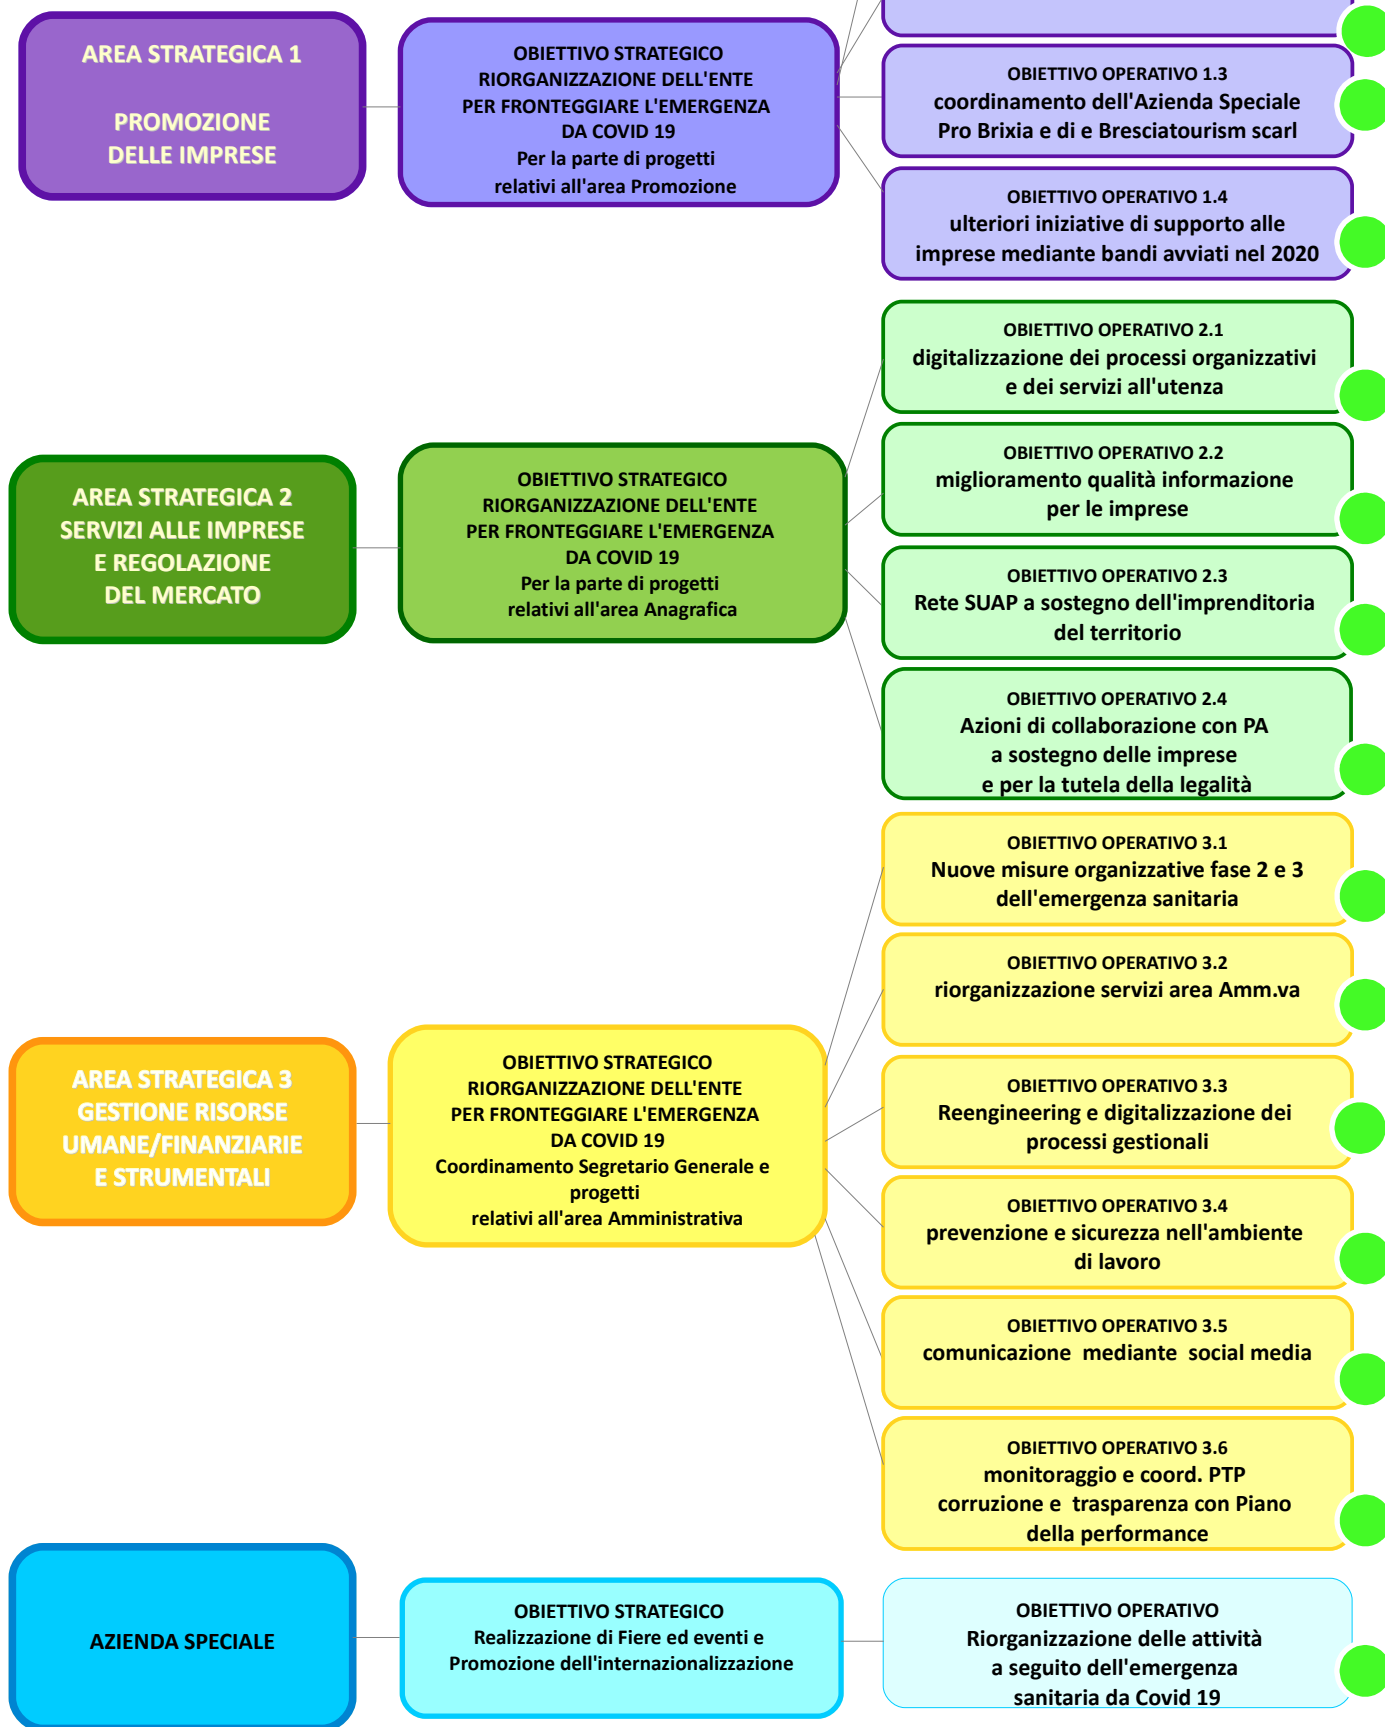 AREA STRATEGICA 1
PROMOZIONE
DELLE IMPRESE
OBIETTIVO STRATEGICO
RIORGANIZZAZIONE DELL'ENTE
PER FRONTEGGIARE L'EMERGENZA
DA COVID 19
Per la parte di progetti
relativi all'area Promozione
OBIETTIVO OPERATIVO 1.3
coordinamento dell'Azienda Speciale
Pro Brixia e di e Bresciatourism scarl
OBIETTIVO OPERATIVO 1.4
ulteriori iniziative di supporto alle
imprese mediante bandi avviati nel 2020
AREA STRATEGICA 2
SERVIZI ALLE IMPRESE
E REGOLAZIONE
DEL MERCATO
OBIETTIVO STRATEGICO
RIORGANIZZAZIONE DELL'ENTE
PER FRONTEGGIARE L'EMERGENZA
DA COVID 19
Per la parte di progetti
relativi all'area Anagrafica
OBIETTIVO OPERATIVO 2.1
digitalizzazione dei processi organizzativi
e dei servizi all'utenza
OBIETTIVO OPERATIVO 2.2
miglioramento qualità informazione
per le imprese
OBIETTIVO OPERATIVO 2.3
Rete SUAP a sostegno dell'imprenditoria
del territorio
OBIETTIVO OPERATIVO 2.4
Azioni di collaborazione con PA
a sostegno delle imprese
e per la tutela della legalità
AREA STRATEGICA 3
GESTIONE RISORSE
UMANE/FINANZIARIE
E STRUMENTALI
OBIETTIVO STRATEGICO
RIORGANIZZAZIONE DELL'ENTE
PER FRONTEGGIARE L'EMERGENZA
DA COVID 19
Coordinamento Segretario Generale e
progetti
relativi all'area Amministrativa
OBIETTIVO OPERATIVO 3.1
Nuove misure organizzative fase 2 e 3
dell'emergenza sanitaria
OBIETTIVO OPERATIVO 3.2
riorganizzazione servizi area Amm.va
OBIETTIVO OPERATIVO 3.3
Reengineering e digitalizzazione dei
processi gestionali
OBIETTIVO OPERATIVO 3.4
prevenzione e sicurezza nell'ambiente
di lavoro
OBIETTIVO OPERATIVO 3.5
comunicazione mediante social media
OBIETTIVO OPERATIVO 3.6
monitoraggio e coord. PTP
corruzione e trasparenza con Piano
della performance
AZIENDA SPECIALE
OBIETTIVO STRATEGICO
Realizzazione di Fiere ed eventi e
Promozione dell'internazionalizzazione
OBIETTIVO OPERATIVO
Riorganizzazione delle attività
a seguito dell'emergenza
sanitaria da Covid 19